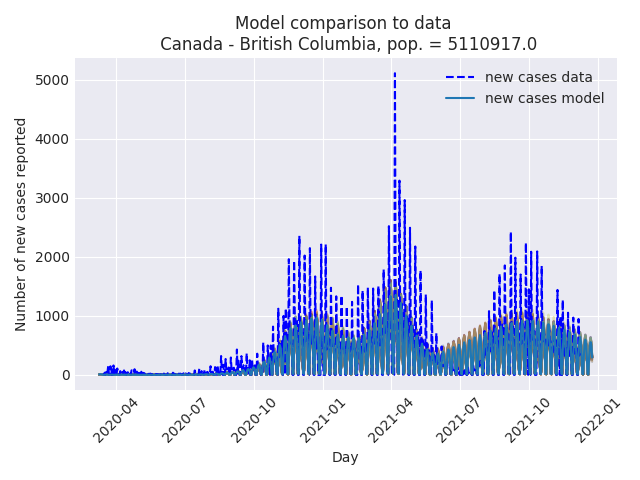 Model comparison to data
Canada - British Columbia, pop. = 5110917.0
new cases data
new cases model
Number of new cases reported
5000
4000
3000
2000
1000
0
2020-04
2020-07
2020-10
2021-01
2021-04
2021-07
2021-10
2022-01
Day